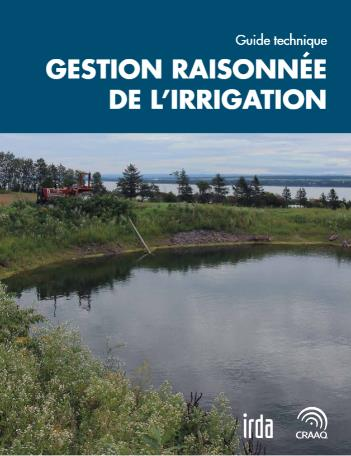 Guide technique
GESTION RAISONNÉE
DE L'IRRIGATION
irda
CRAAQ